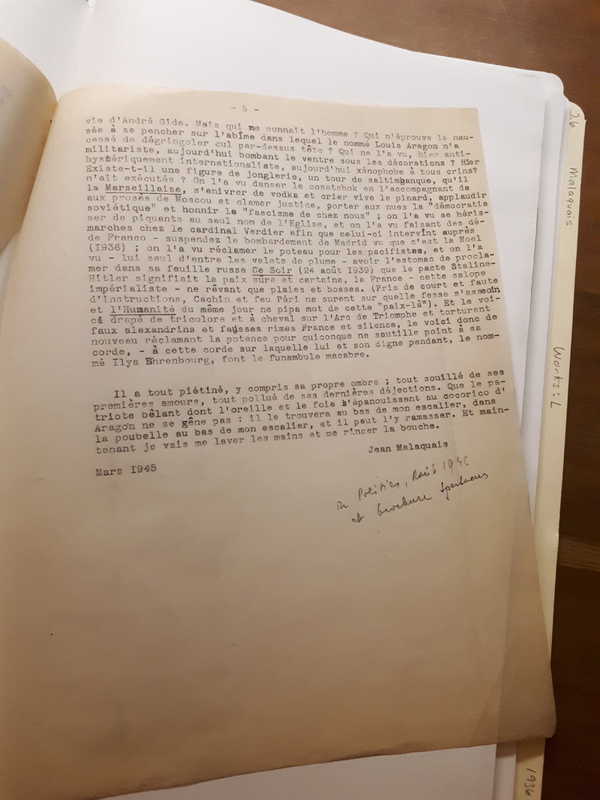 - 5 -
vie d'André Gide. Mais qui ne connait l'homme ? Qui n'éprouve la nau-
sée à se pencher sur l'abîme dans lequel le nommé Louis Aragon n'a
cessé de dégringoler cul par-dessus tête ? Qui ne l'a vu, hier anti-
militariste, aujourd'hui bombant le ventre sous les décorations ? Hier
hystériquement internationaliste, aujourd'hui xénophobe à tous crins?
Existe-t-il une figure de jonglerie, un tour de saltimbanque, qu'il
n'ait exécutés ? On l'a vu danser le cosatchok en l'accompagnant de
la Marseillaise, s'enivrer de vodka et crier vive le pinard, applaudir
aux procès de Moscou et clamer justice, porter aux nues la "démocratie
soviétique" et honnir le "fascisme de chez nous" ; on l'a vu se héris-
ser de piquants au seul nom de l'Eglise, et on l'a vu faisant des dé-
marches chez le cardinal Verdier afin que celui-ci intervînt auprès
de Franco - suspendez le bombardement de Madrid vu que c'est la Noel
(1936) ; on l'a vu réclamer le poteau pour les pacifistes, et on l'a
vu - lui seul d'entre les valets de plume - avoir l'estomac de procla-
mer dans sa feuille russe Ce Soir (24 août 1939) que le pacte Staline-
Hitler signifiait la paix sûre et certaine, la France - cette salope
impérialiste - ne rêvant que plaies et bosses. (Pris de court et faute
d'instructions, Cachin et feu Péri ne surent sur quelle fesse s'asseoir,
et l'Humanité du même jour ne pipa mot de cette "paix-là"). Et le voi-
ci drapé de tricolore et à cheval sur l'Arc de Triomphe et torturant
faux alexandrins et fausses rimes France et silence, le voici donc de
nouveau réclamant la potence pour quiconque ne sautille point à sa
corde, - à cette corde sur laquelle lui et son digne pendant, le nom-
mé Ilya Ehrenbourg, font le funambule macabre.
Il a tout piétiné, y compris sa propre ombre ; tout souillé de ses
premières amours, tout pollué de ses dernières déjections. Que le pa-
triote bêlant dont l'oreille et le foie s'épanouissent au cocorico d'
Aragon ne se gêne pas : il le trouvera au bas de mon escalier, dans
la poubelle au bas de mon escalier, et il peut l'y ramasser. Et main-
tenant je vais me laver les mains et me rincer la bouche.
Jean Malaquais
Mars 1945
In Politics, Août 1945
et brochure Spartacus
26 Malaquais
Works: L
1936